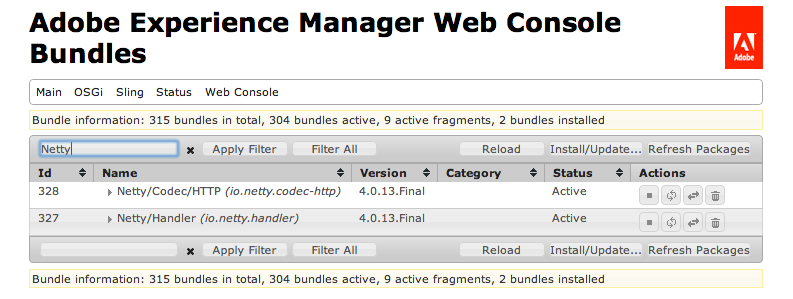 Adobe Experience Manager Web Console
Bundles
Adobe
Main OSGi Sling Status Web Console
Bundle information: 315 bundles in total, 304 bundles active, 9 active fragments, 2 bundles installed
Netty Apply Filter Filter All Reload Install/Update... Refresh Packages
Id Name Version Category Status Actions
328 Netty/Codec/HTTP (io.netty.codec-http) 4.0.13.Final Active
327 Netty/Handler (io.netty.handler) 4.0.13.Final Active
Apply Filter Filter All Reload Install/Update... Refresh Packages
Bundle information: 315 bundles in total, 304 bundles active, 9 active fragments, 2 bundles installed